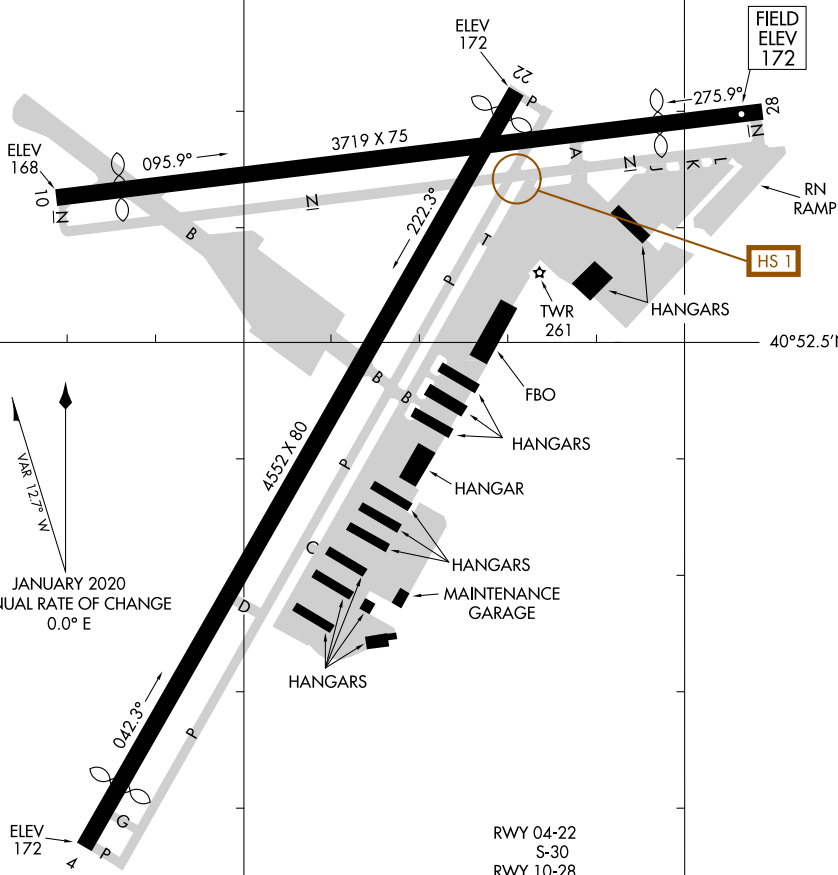 ELEV
172
FIELD
ELEV
172
22
P
275.9°
28
N
3719 X 75
095.9°
ELEV
168
10
N
A
N
J
K
L
RN
RAMP
N
222.3°
B
T
HS 1
P
TWR
261
HANGARS
40°52.5'
FBO
B
B
HANGARS
4552 X 80
P
HANGAR
VAR 12.7° W
C
HANGARS
JANUARY 2020
NUAL RATE OF CHANGE
0.0° E
D
MAINTENANCE
GARAGE
HANGARS
042.3°
P
G
ELEV
172
4
P
RWY 04-22
S-30
RWY 10-28